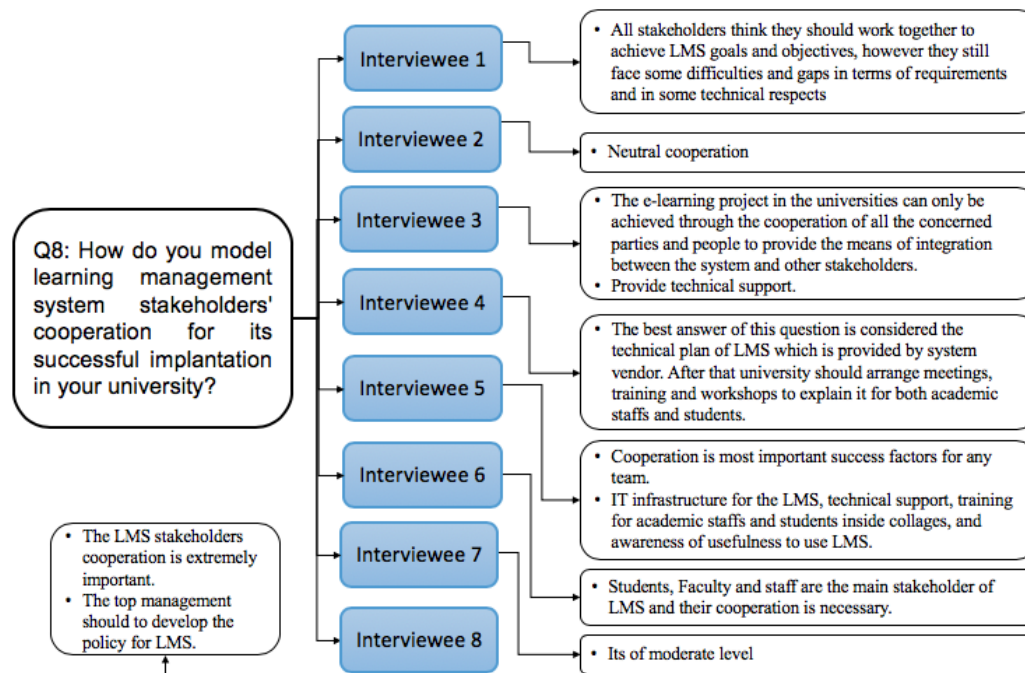 Q8: How do you model
learning management
system stakeholders'
cooperation for its
successful implantation
in your university?
Interviewee 1
• All stakeholders think they should work together to
achieve LMS goals and objectives, however they still
face some difficulties and gaps in terms of requirements
and in some technical respects
Interviewee 2
• Neutral cooperation
Interviewee 3
• The e-learning project in the universities can only be
achieved through the cooperation of all the concerned
parties and people to provide the means of integration
between the system and other stakeholders.
• Provide technical support.
Interviewee 4
• The best answer of this question is considered the
technical plan of LMS which is provided by system
vendor. After that university should arrange meetings,
training and workshops to explain it for both academic
staffs and students.
Interviewee 5
• Cooperation is most important success factors for any
team.
• IT infrastructure for the LMS, technical support, training
for academic staffs and students inside collages, and
awareness of usefulness to use LMS.
Interviewee 6
• Students, Faculty and staff are the main stakeholder of
LMS and their cooperation is necessary.
Interviewee 7
• Its of moderate level
Interviewee 8
• The LMS stakeholders
cooperation is extremely
important.
• The top management
should to develop the
policy for LMS.